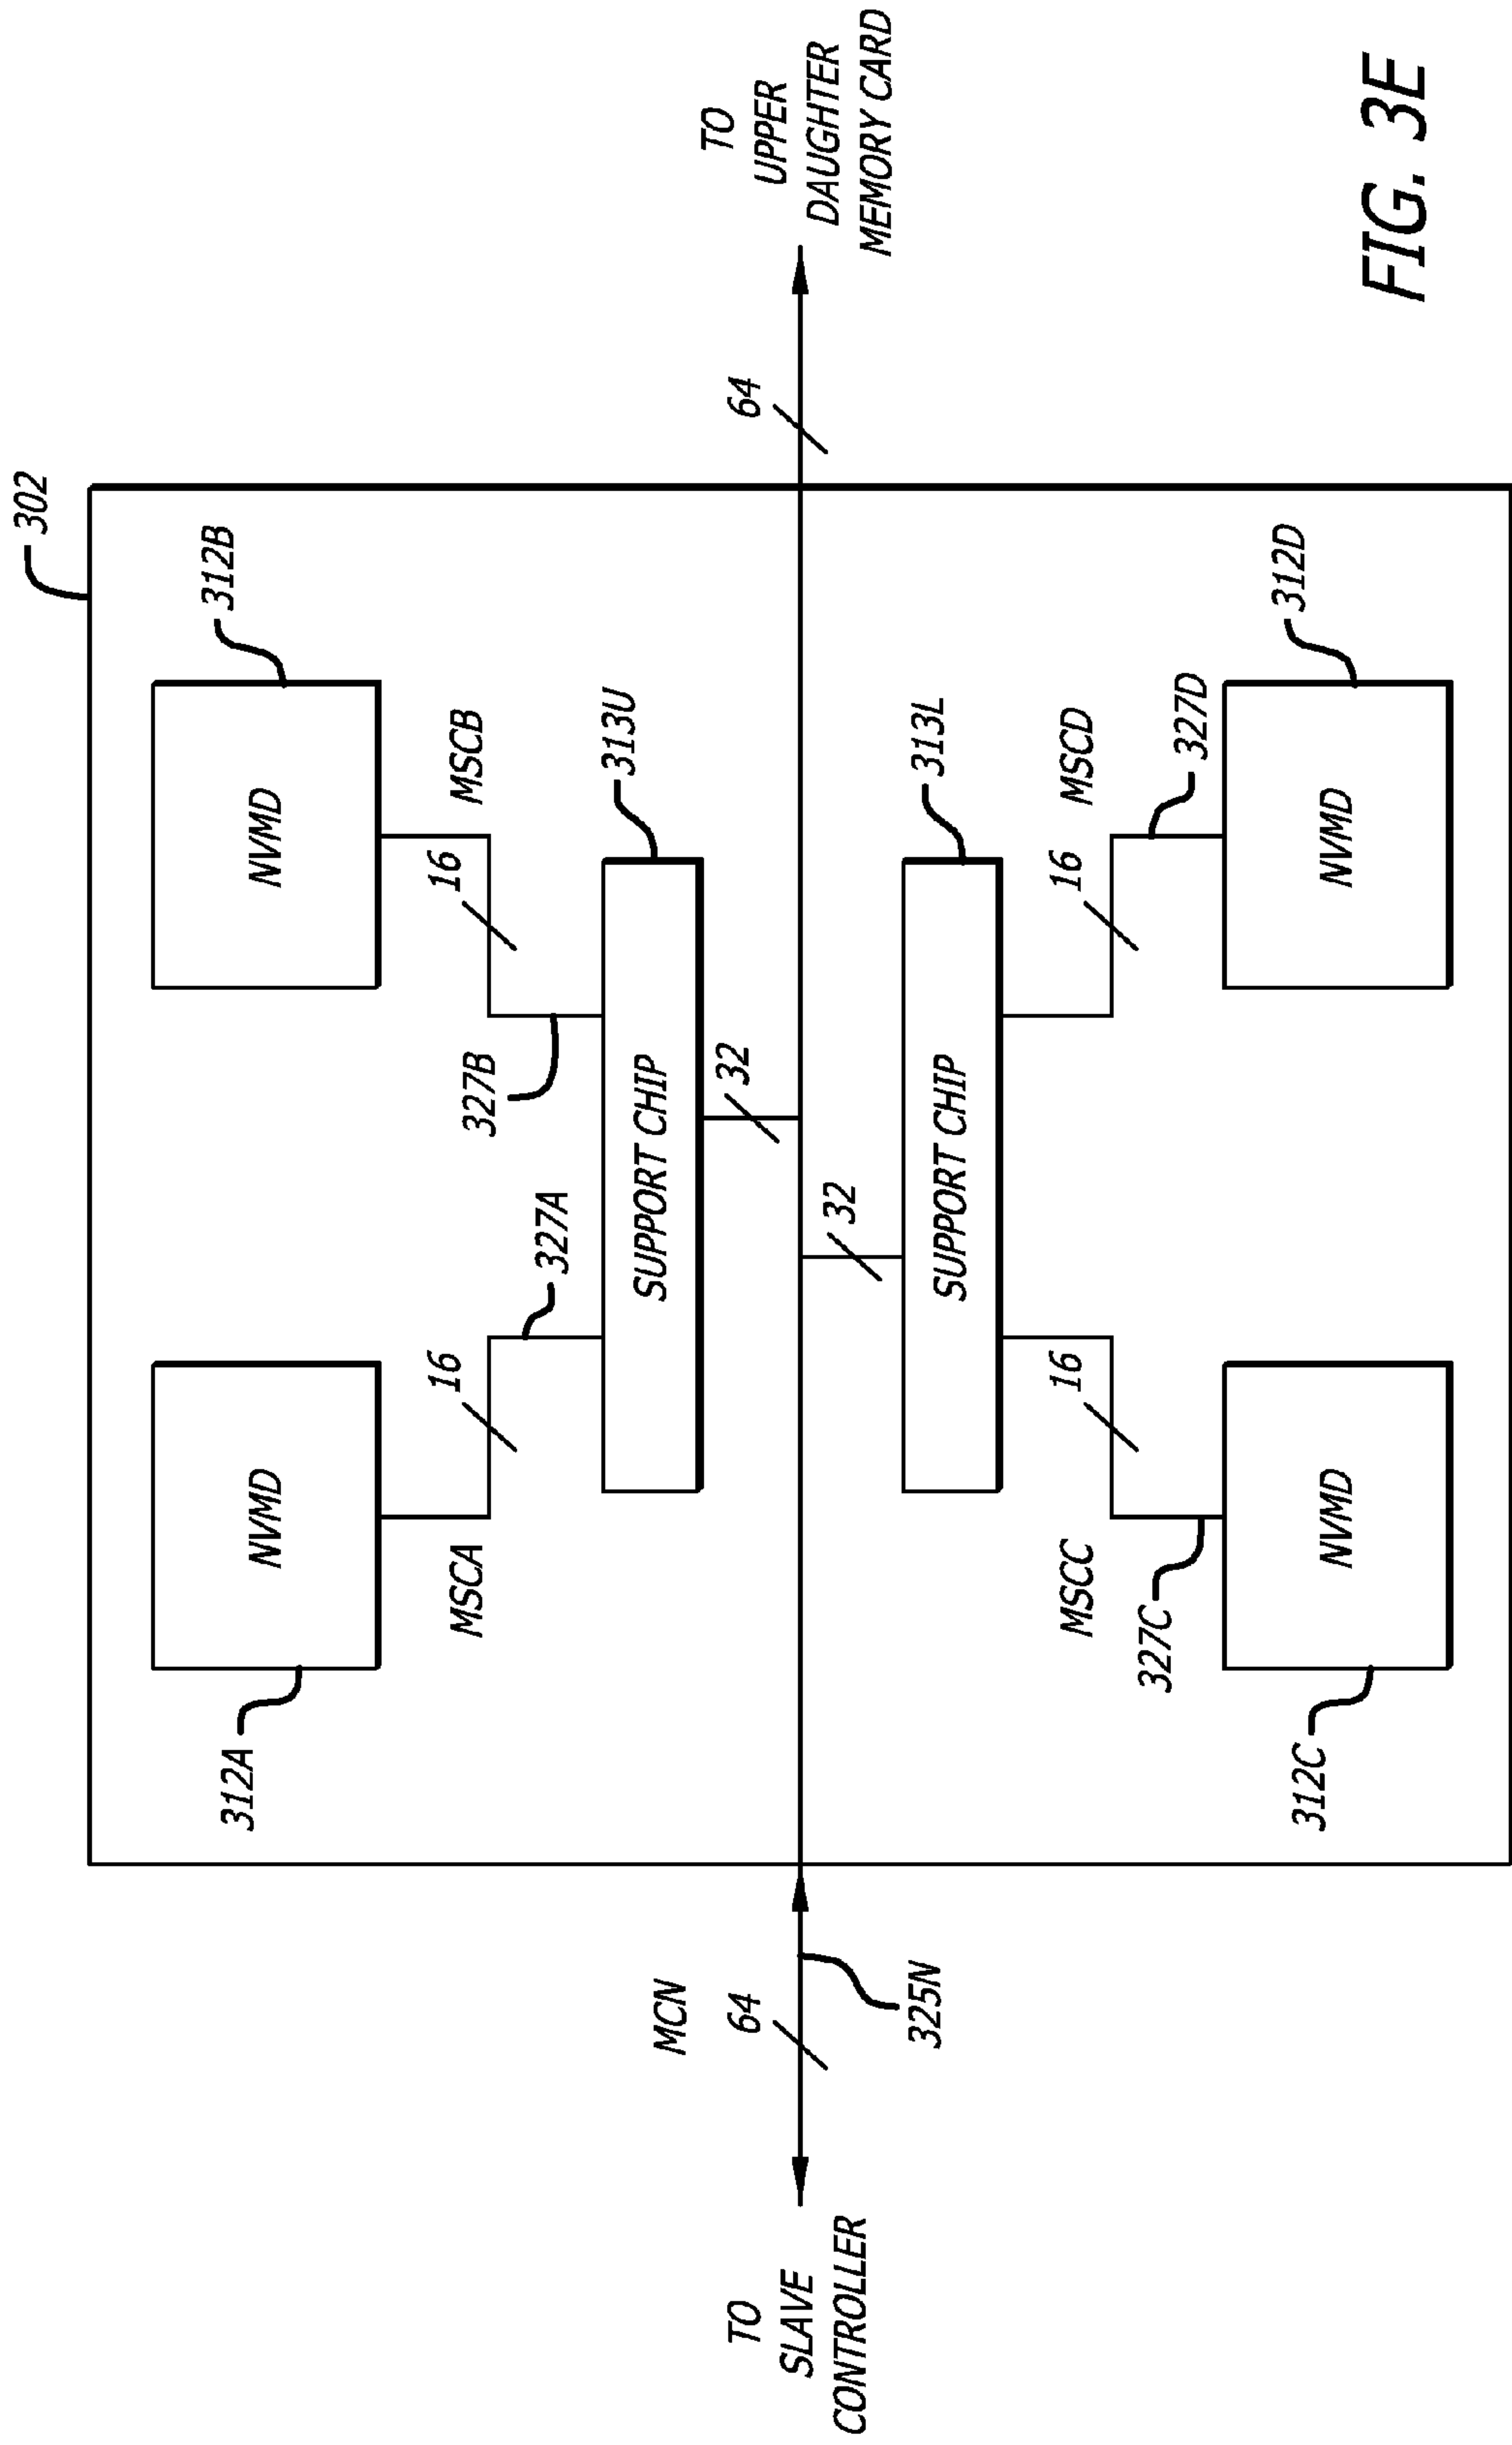 302
312A
NVMD
NVMD
312B
MSCA
16
327A
327B
16
MSCB
SUPPORT CHIP
313U
MCN
32
TO
SLAVE
CONTROLLER
64
325N
64
TO
UPPER
DAUGHTER
MEMORY CARD
32
SUPPORT CHIP
313L
MSCC
16
16
MSCD
327C
327D
312C
NVMD
NVMD
312D
FIG. 3E